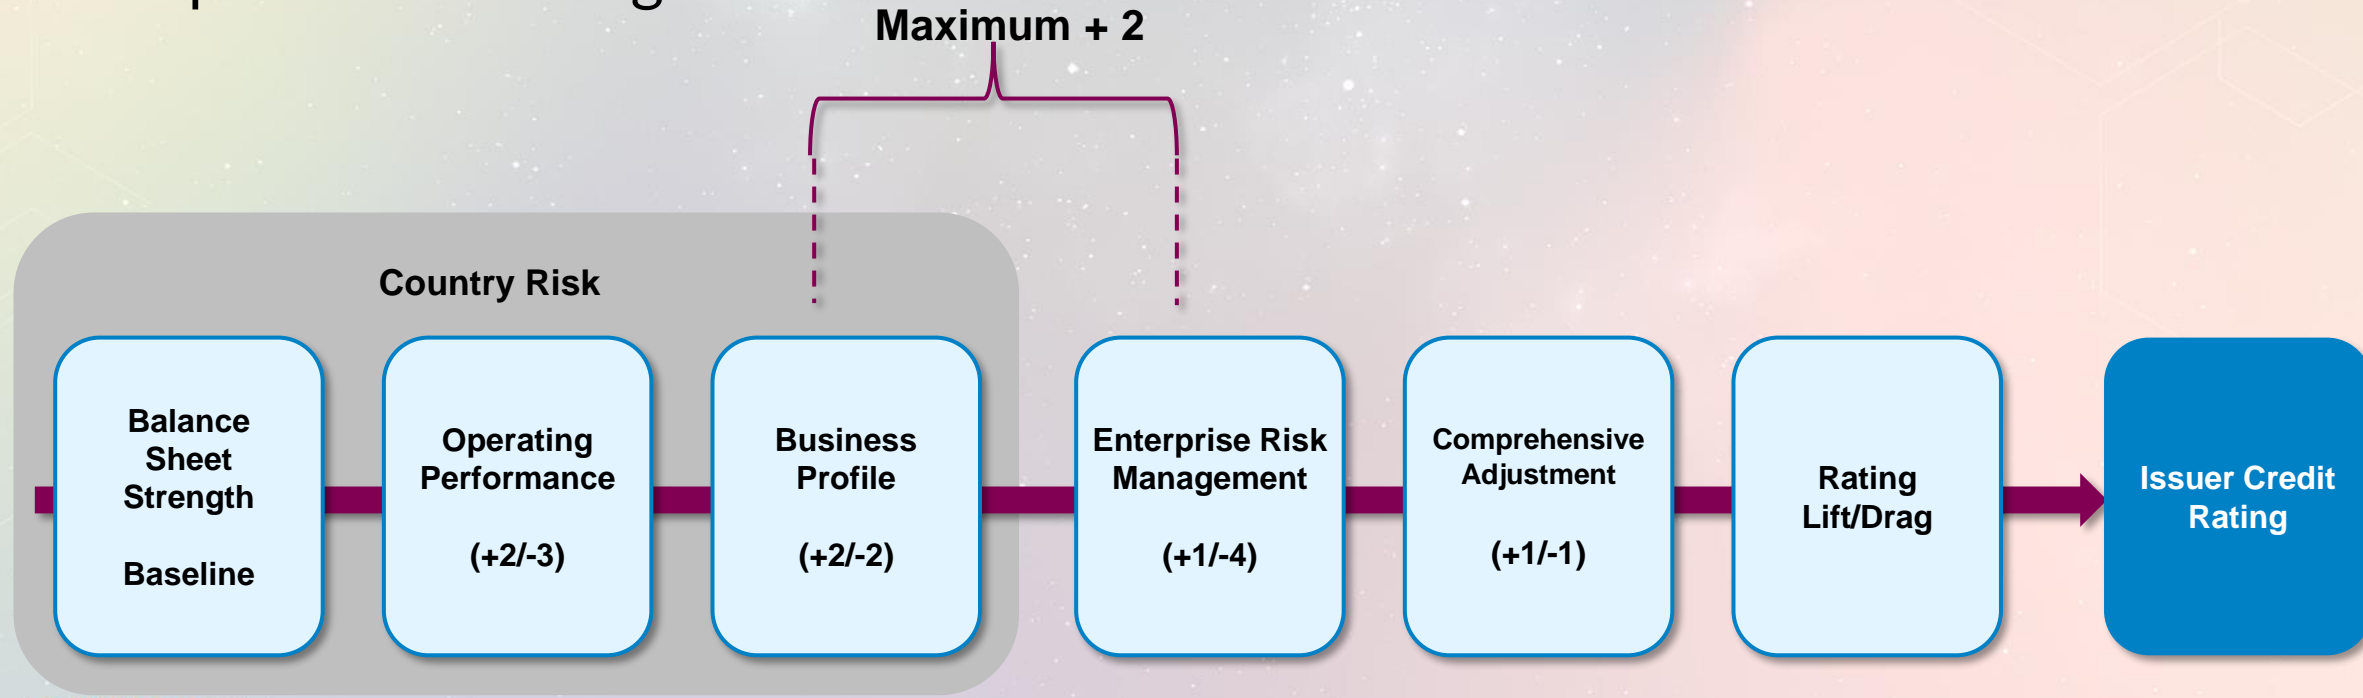 Maximum + 2
Country Risk
Balance
Sheet
Strength
Baseline
Operating
Performance
(+2/-3)
Business
Profile
(+2/-2)
Enterprise Risk
Management
(+1/-4)
Comprehensive
Adjustment
(+1/-1)
Rating
Lift/Drag
Issuer Credit
Rating